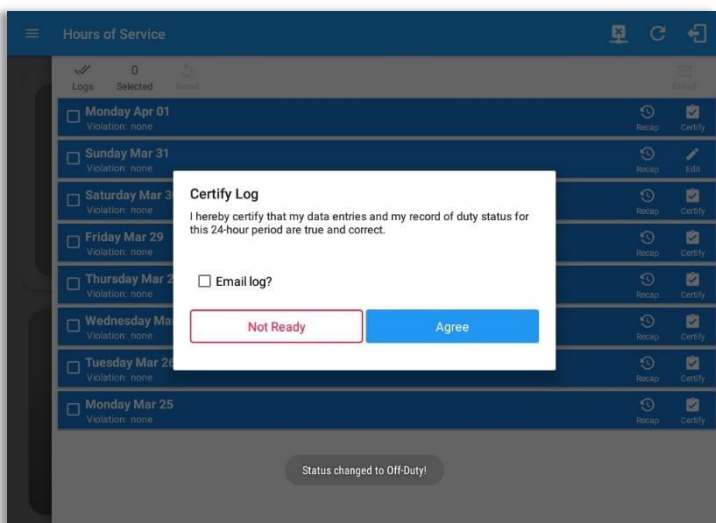 Hours of Service
Logs
0
Selected
Reset
Email
Monday Apr 01
Violation: none
Recap
Certify
Sunday Mar 31
Violation: none
Recap
Edit
Saturday Mar
Violation: none
Recap
Certify
Friday Mar 29
Violation: none
Recap
Certify
Thursday Mar
Violation: none
Recap
Certify
Wednesday
Violation: none
Recap
Certify
Tuesday Mar 26
Violation: none
Recap
Certify
Monday Mar 25
Violation: none
Recap
Certify
Certify Log
I hereby certify that my data entries and my record of duty status for
this 24-hour period are true and correct.
Email log?
Not Ready
Agree
Status changed to Off-Duty!